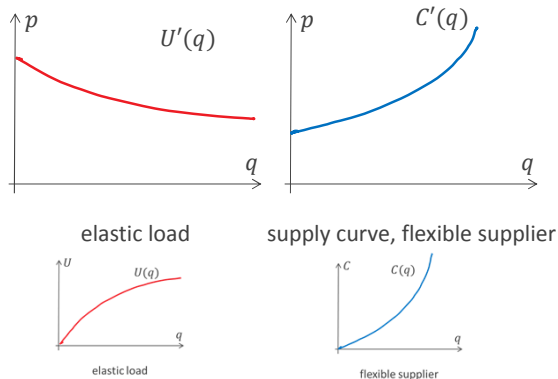 p
U′(q)
q
p
C′(q)
q
elastic load
supply curve, flexible supplier
U
U(q)
q
elastic load
C
C(q)
q
flexible supplier